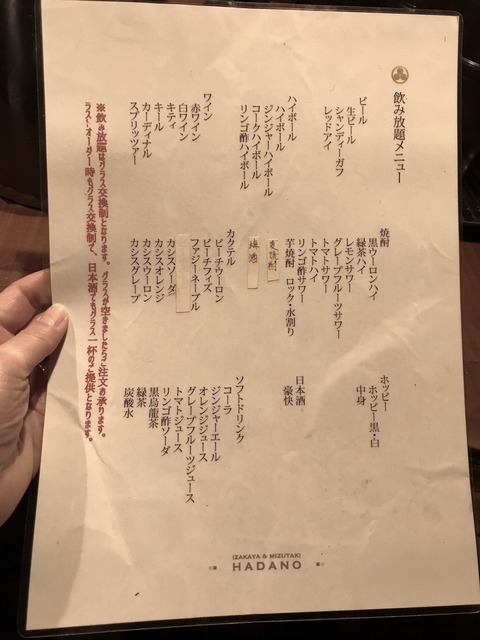 飲み放題メニュー
ビール
生ビール
シャンディーガフ
レッドアイ
ハイボール
ハイボール
ジンジャーハイボール
コークハイボール
リンゴ酢ハイボール
ワイン
赤ワイン
白ワイン
キティ
キール
カーディナル
スプリッツァー
焼酎
黒ウーロンハイ
緑茶ハイ
レモンサワー
グレープフルーツサワー
トマトサワー
トマトハイ
リンゴ酢サワー
芋焼酎 ロック・水割り
麦焼酎
梅酒
カクテル
ピーチウーロン
ピーチフィズ
ファジーネーブル
カシスソーダ
カシスオレンジ
カシスウーロン
カシスグレープ
ホッピー
ホッピー黒・白
中身
日本酒
豪快
ソフトドリンク
コーラ
ジンジャーエール
オレンジジュース
グレープフルーツジュース
トマトジュース
リンゴ酢ソーダ
黒烏龍茶
緑茶
炭酸水
※飲み放題はグラス交換制となります。グラスが空きましたらご注文お承ります。
ラスト・オーダー時もグラス交換制で、日本酒でもグラス一杯のご提供となります。
IZAKAYA & MIZUTAKI
HADANO